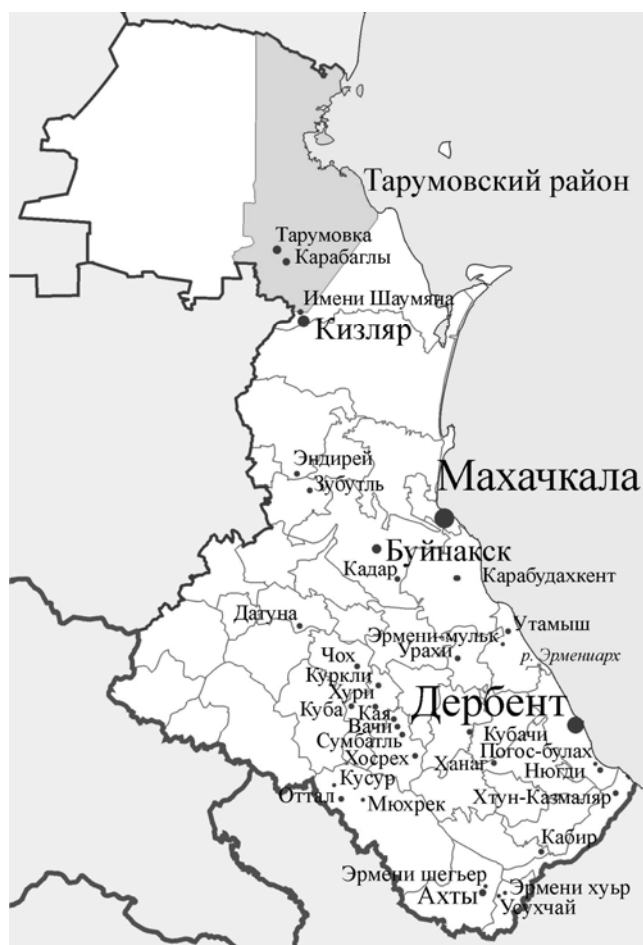 Тарумовский район
Тарумовка
Карабаглы
Имени Шаумяна
Кизляр
Эндирей
Зубутль
Махачкала
Буйнакск
Кадар
Карабудахкент
Датуна
Утамыш
Эрмени-мульк
Урахи
р. Эрмениарх
Чох
Куркли
Хури
Дербент
Куба
Кая
Вачи
Кубачи
Сумбатль
Погос-булах
Хосрех
Ханаг
Нюгди
Кусур
Оттал
Мюхрек
Хтун-Казмаляр
Кабир
Эрмени шегьер
Ахты
Эрмени хуьр
Усухчай